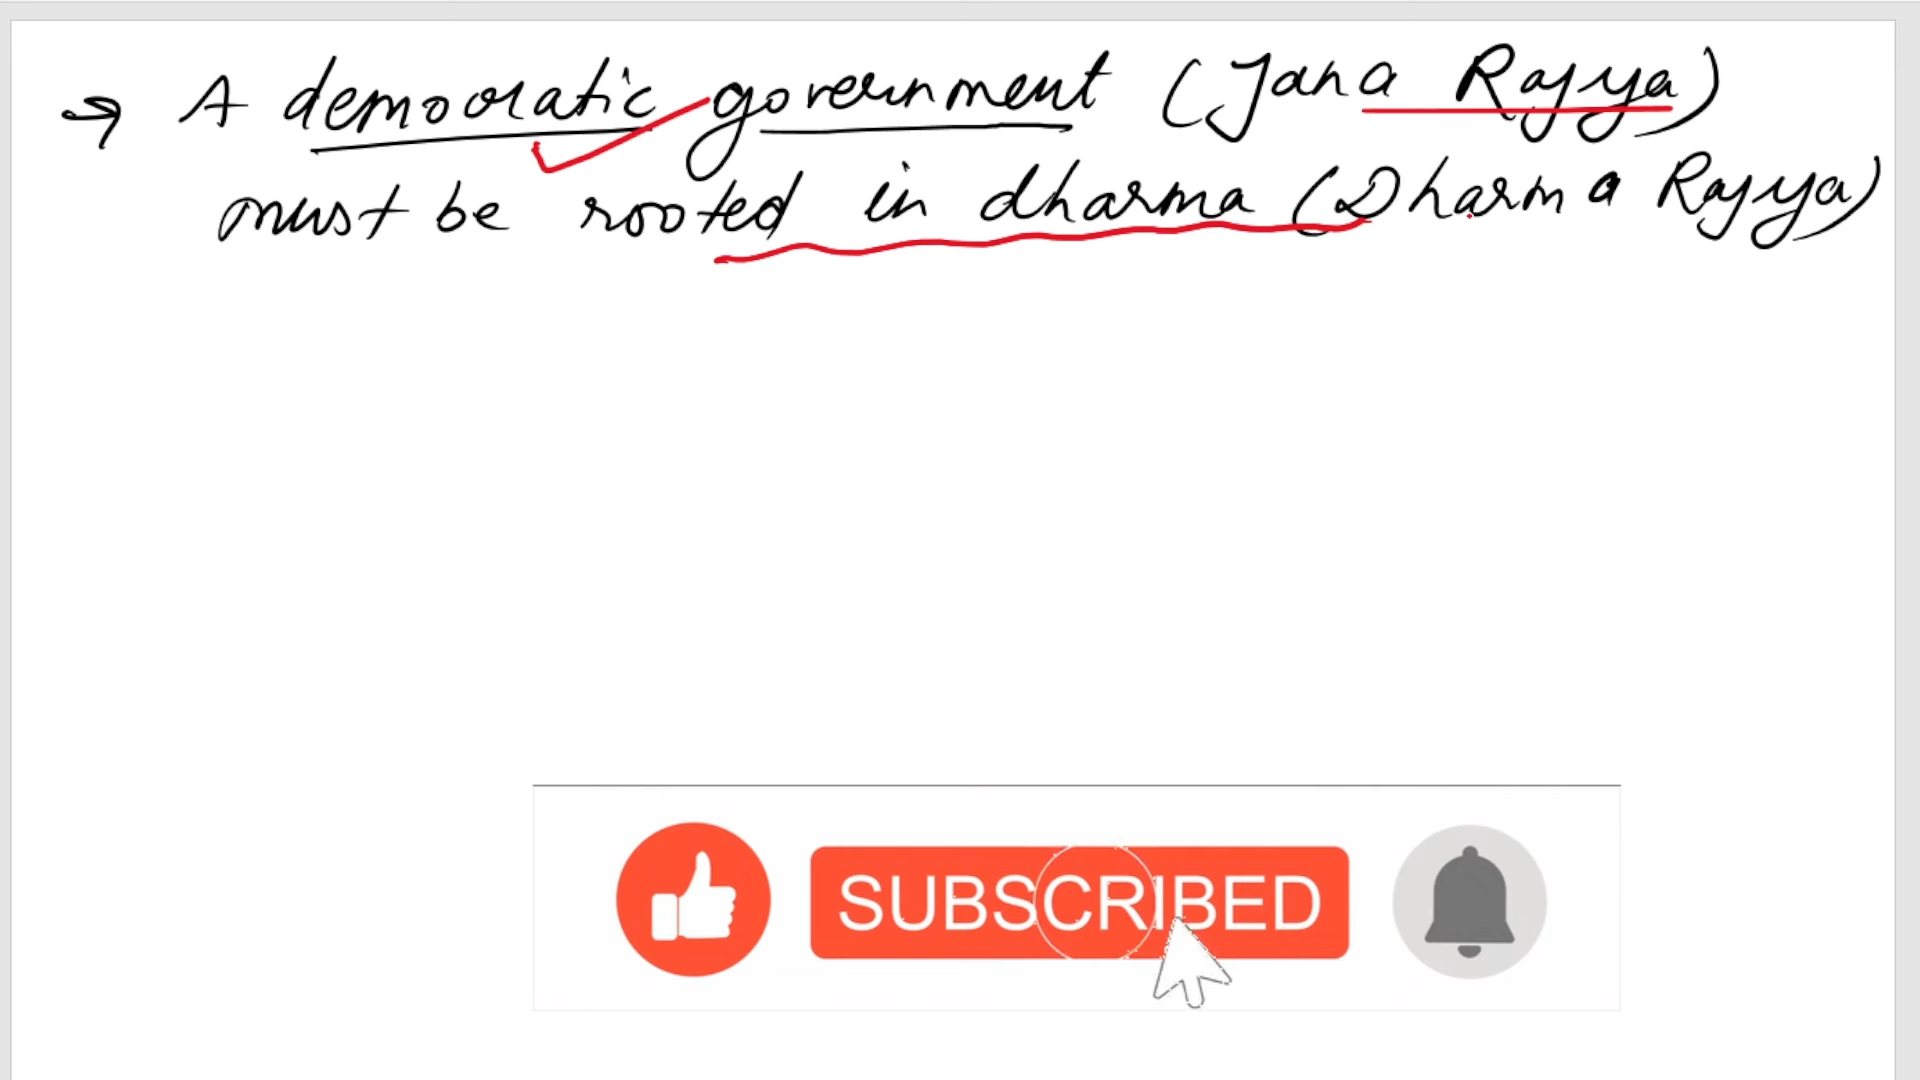 → A democratic government (Jana Rajya)
must be rooted in dharma (Dharma Rajya)
SUBSCRIBED